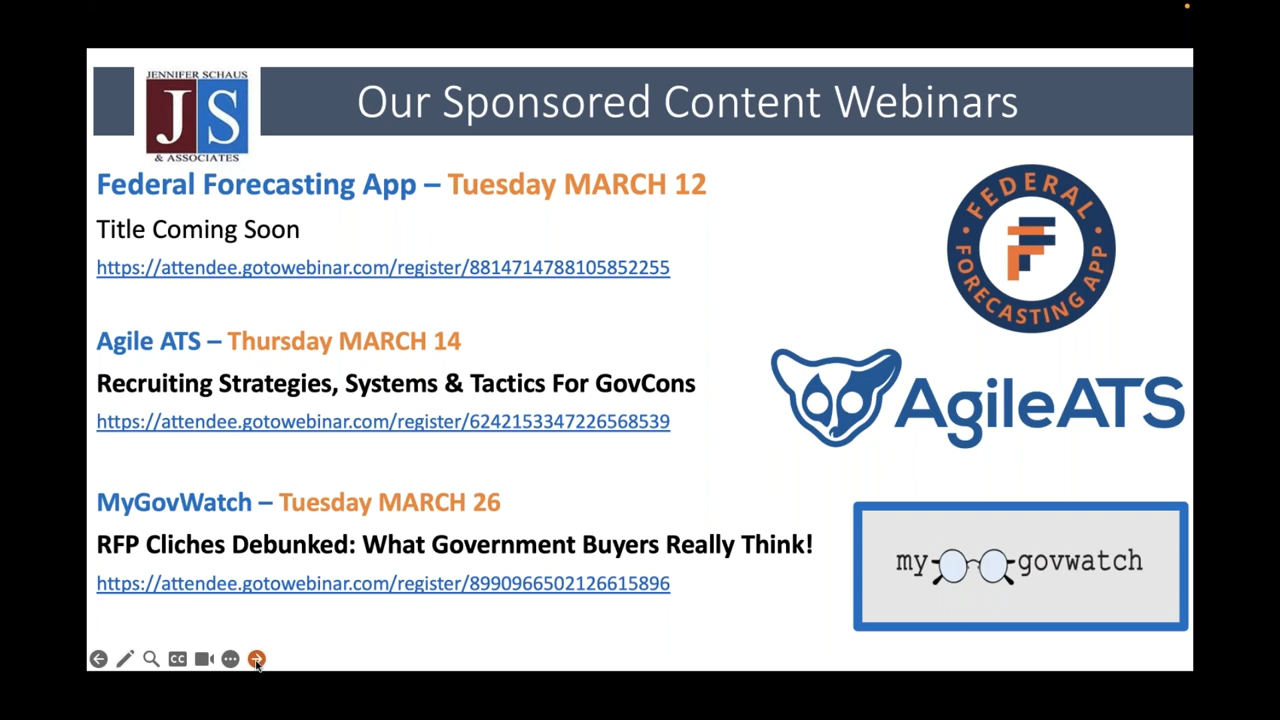 JENNIFER SCHAUS
JS
& ASSOCIATES
Our Sponsored Content Webinars
Federal Forecasting App – Tuesday MARCH 12
Title Coming Soon
https://attendee.gotowebinar.com/register/8814714788105852255
FEDERAL
F
FORECASTING APP
Agile ATS – Thursday MARCH 14
Recruiting Strategies, Systems & Tactics For GovCons
https://attendee.gotowebinar.com/register/6242153347226568539
AgileATS
MyGovWatch – Tuesday MARCH 26
RFP Cliches Debunked: What Government Buyers Really Think!
https://attendee.gotowebinar.com/register/8990966502126615896
my govwatch
CC